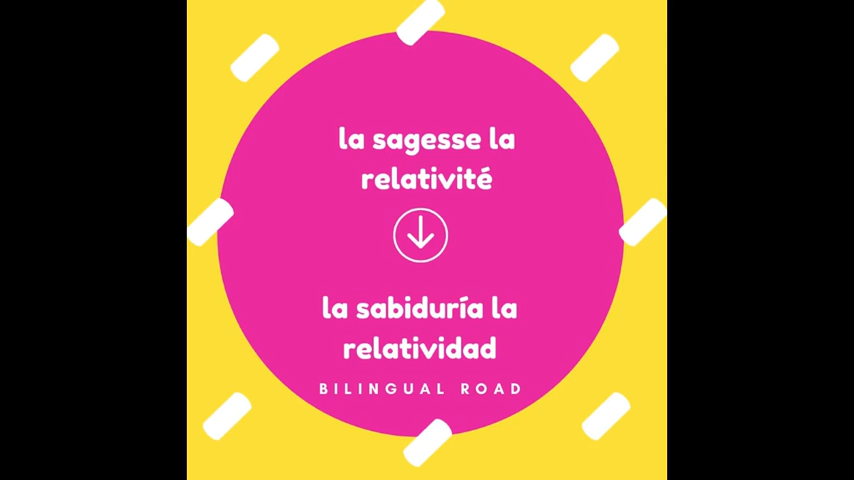 la sagesse la
relativité
la sabiduría la
relatividad
BILINGUAL ROAD